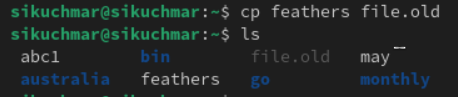 sikuchmar@sikuchmar:~$ cp feathers file.old
sikuchmar@sikuchmar:~$ ls
abc1 bin file.old may
australia feathers go monthly